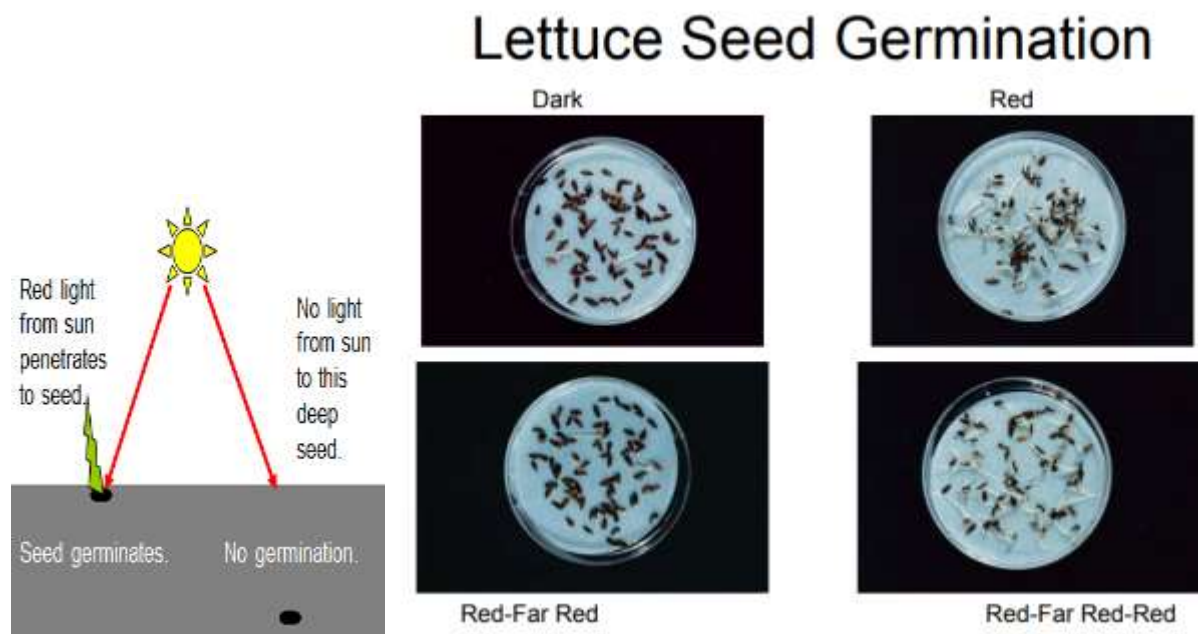 Lettuce Seed Germination
Dark
Red
Red light
from sun
penetrates
to seed.
No light
from sun
to this
deep
seed.
Seed germinates.
No germination.
Red-Far Red
Red-Far Red-Red